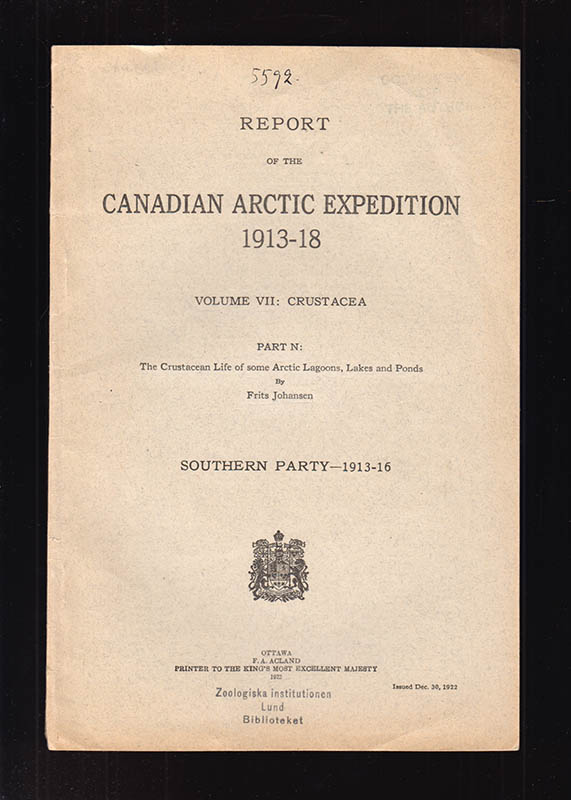 5592.
REPORT
OF THE
CANADIAN ARCTIC EXPEDITION
1913-18
VOLUME VII: CRUSTACEA
PART N:
The Crustacean Life of some Arctic Lagoons, Lakes and Ponds
By
Frits Johansen
SOUTHERN PARTY—1913-16
OTTAWA
F. A. ACLAND
PRINTER TO THE KING'S MOST EXCELLENT MAJESTY
1922
Issued Dec. 30, 1922
Zoologiska institutionen
Lund
Biblioteket